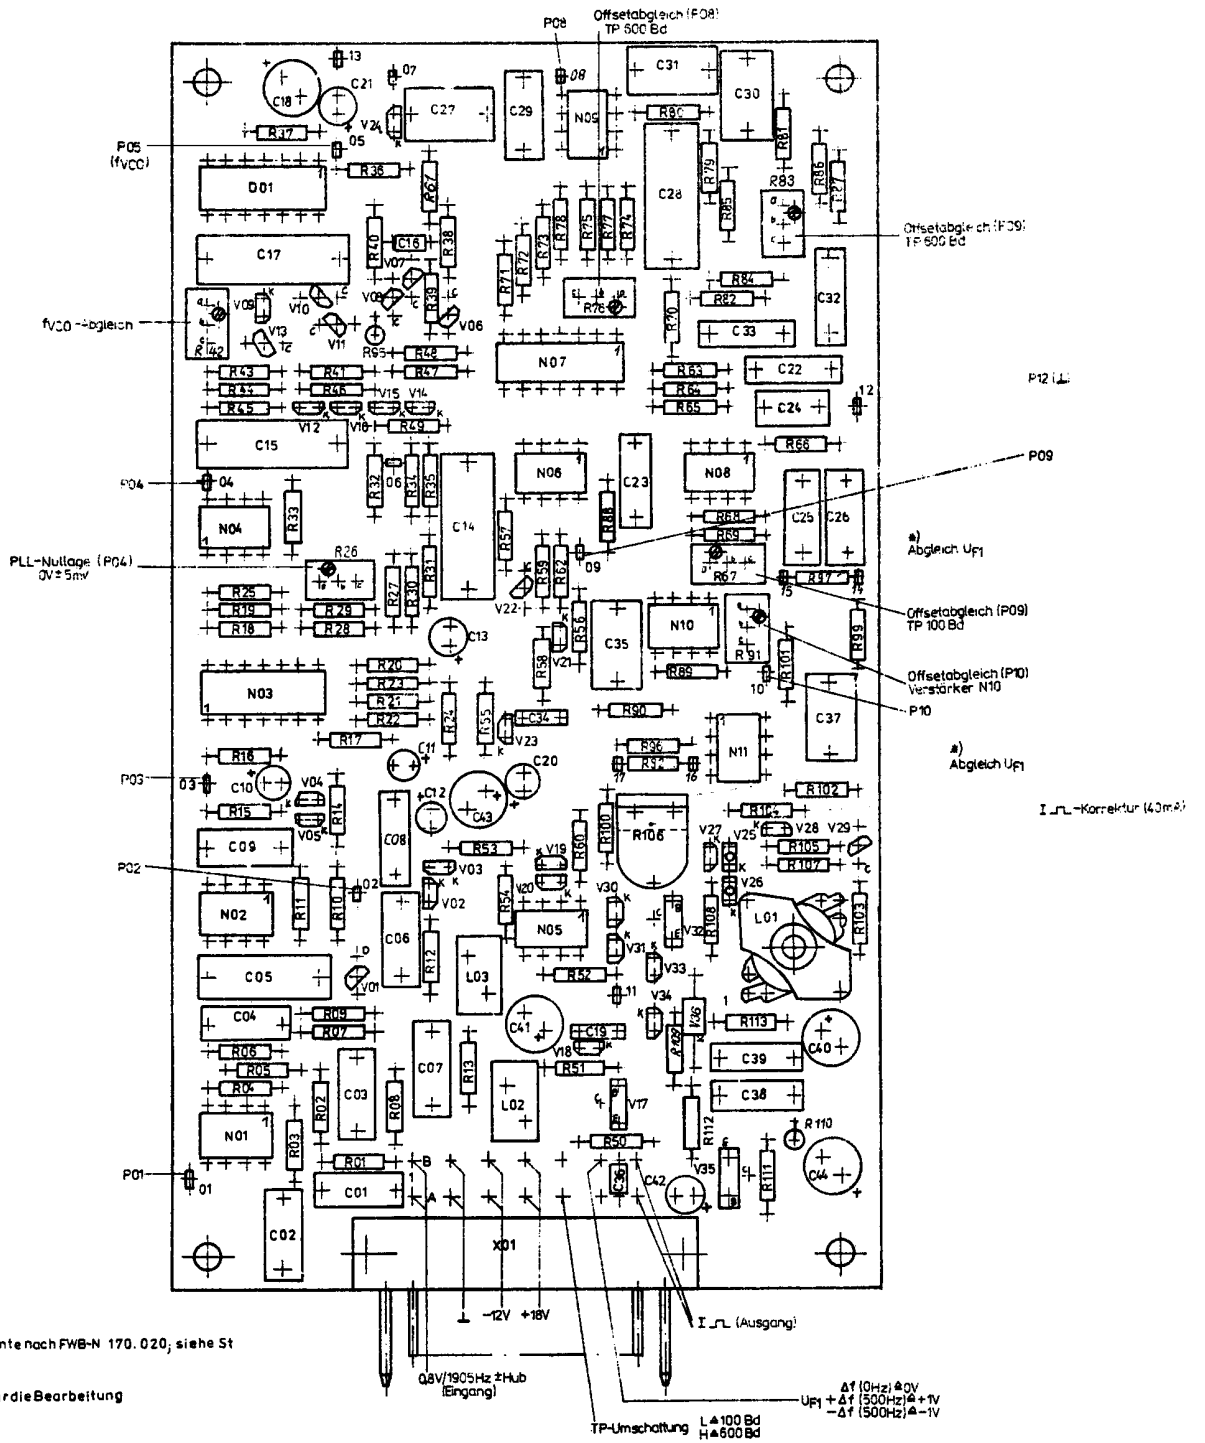 Offsetabgleich (P08)
TP 600 Bd
P08
13
07
08
C31
C30
C18
C21
C27
C29
N09
R80
R81
R37
V24
K
05
P05
(fVCO)
R36
R67
C28
R79
R86
R87
R83
R85
D01
R78
R75
R77
R74
Offsetabgleich (P09)
TP 600 Bd
R40
C16
R38
R73
R72
R71
C17
V07
V08
R39
V10
V09
R76
R84
R82
R70
C32
fVCO-Abgleich
V13
V11
V06
R95
C33
R42
R48
R47
N07
R43
R41
R63
C22
R44
R46
R64
P12 (⊥)
R45
V15
V14
R65
C24
12
V12
V16
R49
C15
R66
P09
P04
04
R32
06
R34
R35
N06
C23
N08
N04
R33
C14
R57
R88
R68
R69
C25
C26
*)
Abgleich UF1
PLL-Nullage (P04)
0V±5mV
R26
R31
R59
R62
09
R67
15
R97
14
R25
R27
R30
V22
R19
R29
R18
R28
Offsetabgleich (P09)
TP 100 Bd
C13
R56
C35
N10
R91
R99
V21
R58
R101
R20
R89
10
Offsetabgleich (P10)
Verstärker N10
N03
R23
R21
R22
R24
R55
C34
R90
C37
P10
R17
V23
R96
N11
R16
C11
17
R92
16
*)
Abgleich UF1
P03
03
C10
V04
C20
R102
R15
V05
R14
C12
C43
R104
I⎍-Korrektur (40mA)
C08
R100
R106
V28
V29
C09
R53
R60
V27
V25
R105
R107
P02
02
V03
V19
V26
R11
R10
V02
R54
V20
V30
N02
C06
N05
R108
L01
R103
V32
R12
V31
C05
V01
L03
R52
V33
11
V34
C04
R09
R07
C41
C19
V36
1
R113
C40
R06
V18
R109
R05
C07
R13
R51
C39
R04
C03
L02
V17
C38
R02
R08
N01
R03
R50
R112
R110
P01
01
R01
B
V35
R111
C44
C01
A
C36
C42
C02
X01
⊥
-12V
+18V
I⎍ (Ausgang)
nte nach FWB-N 170.020; siehe St
r die Bearbeitung
0,8V/1905Hz ±Hub
(Eingang)
TP-Umschaltung
L≙100 Bd
H≙600 Bd
Δf (0Hz)≙0V
UF1 +Δf (500Hz)≙+1V
-Δf (500Hz)≙-1V